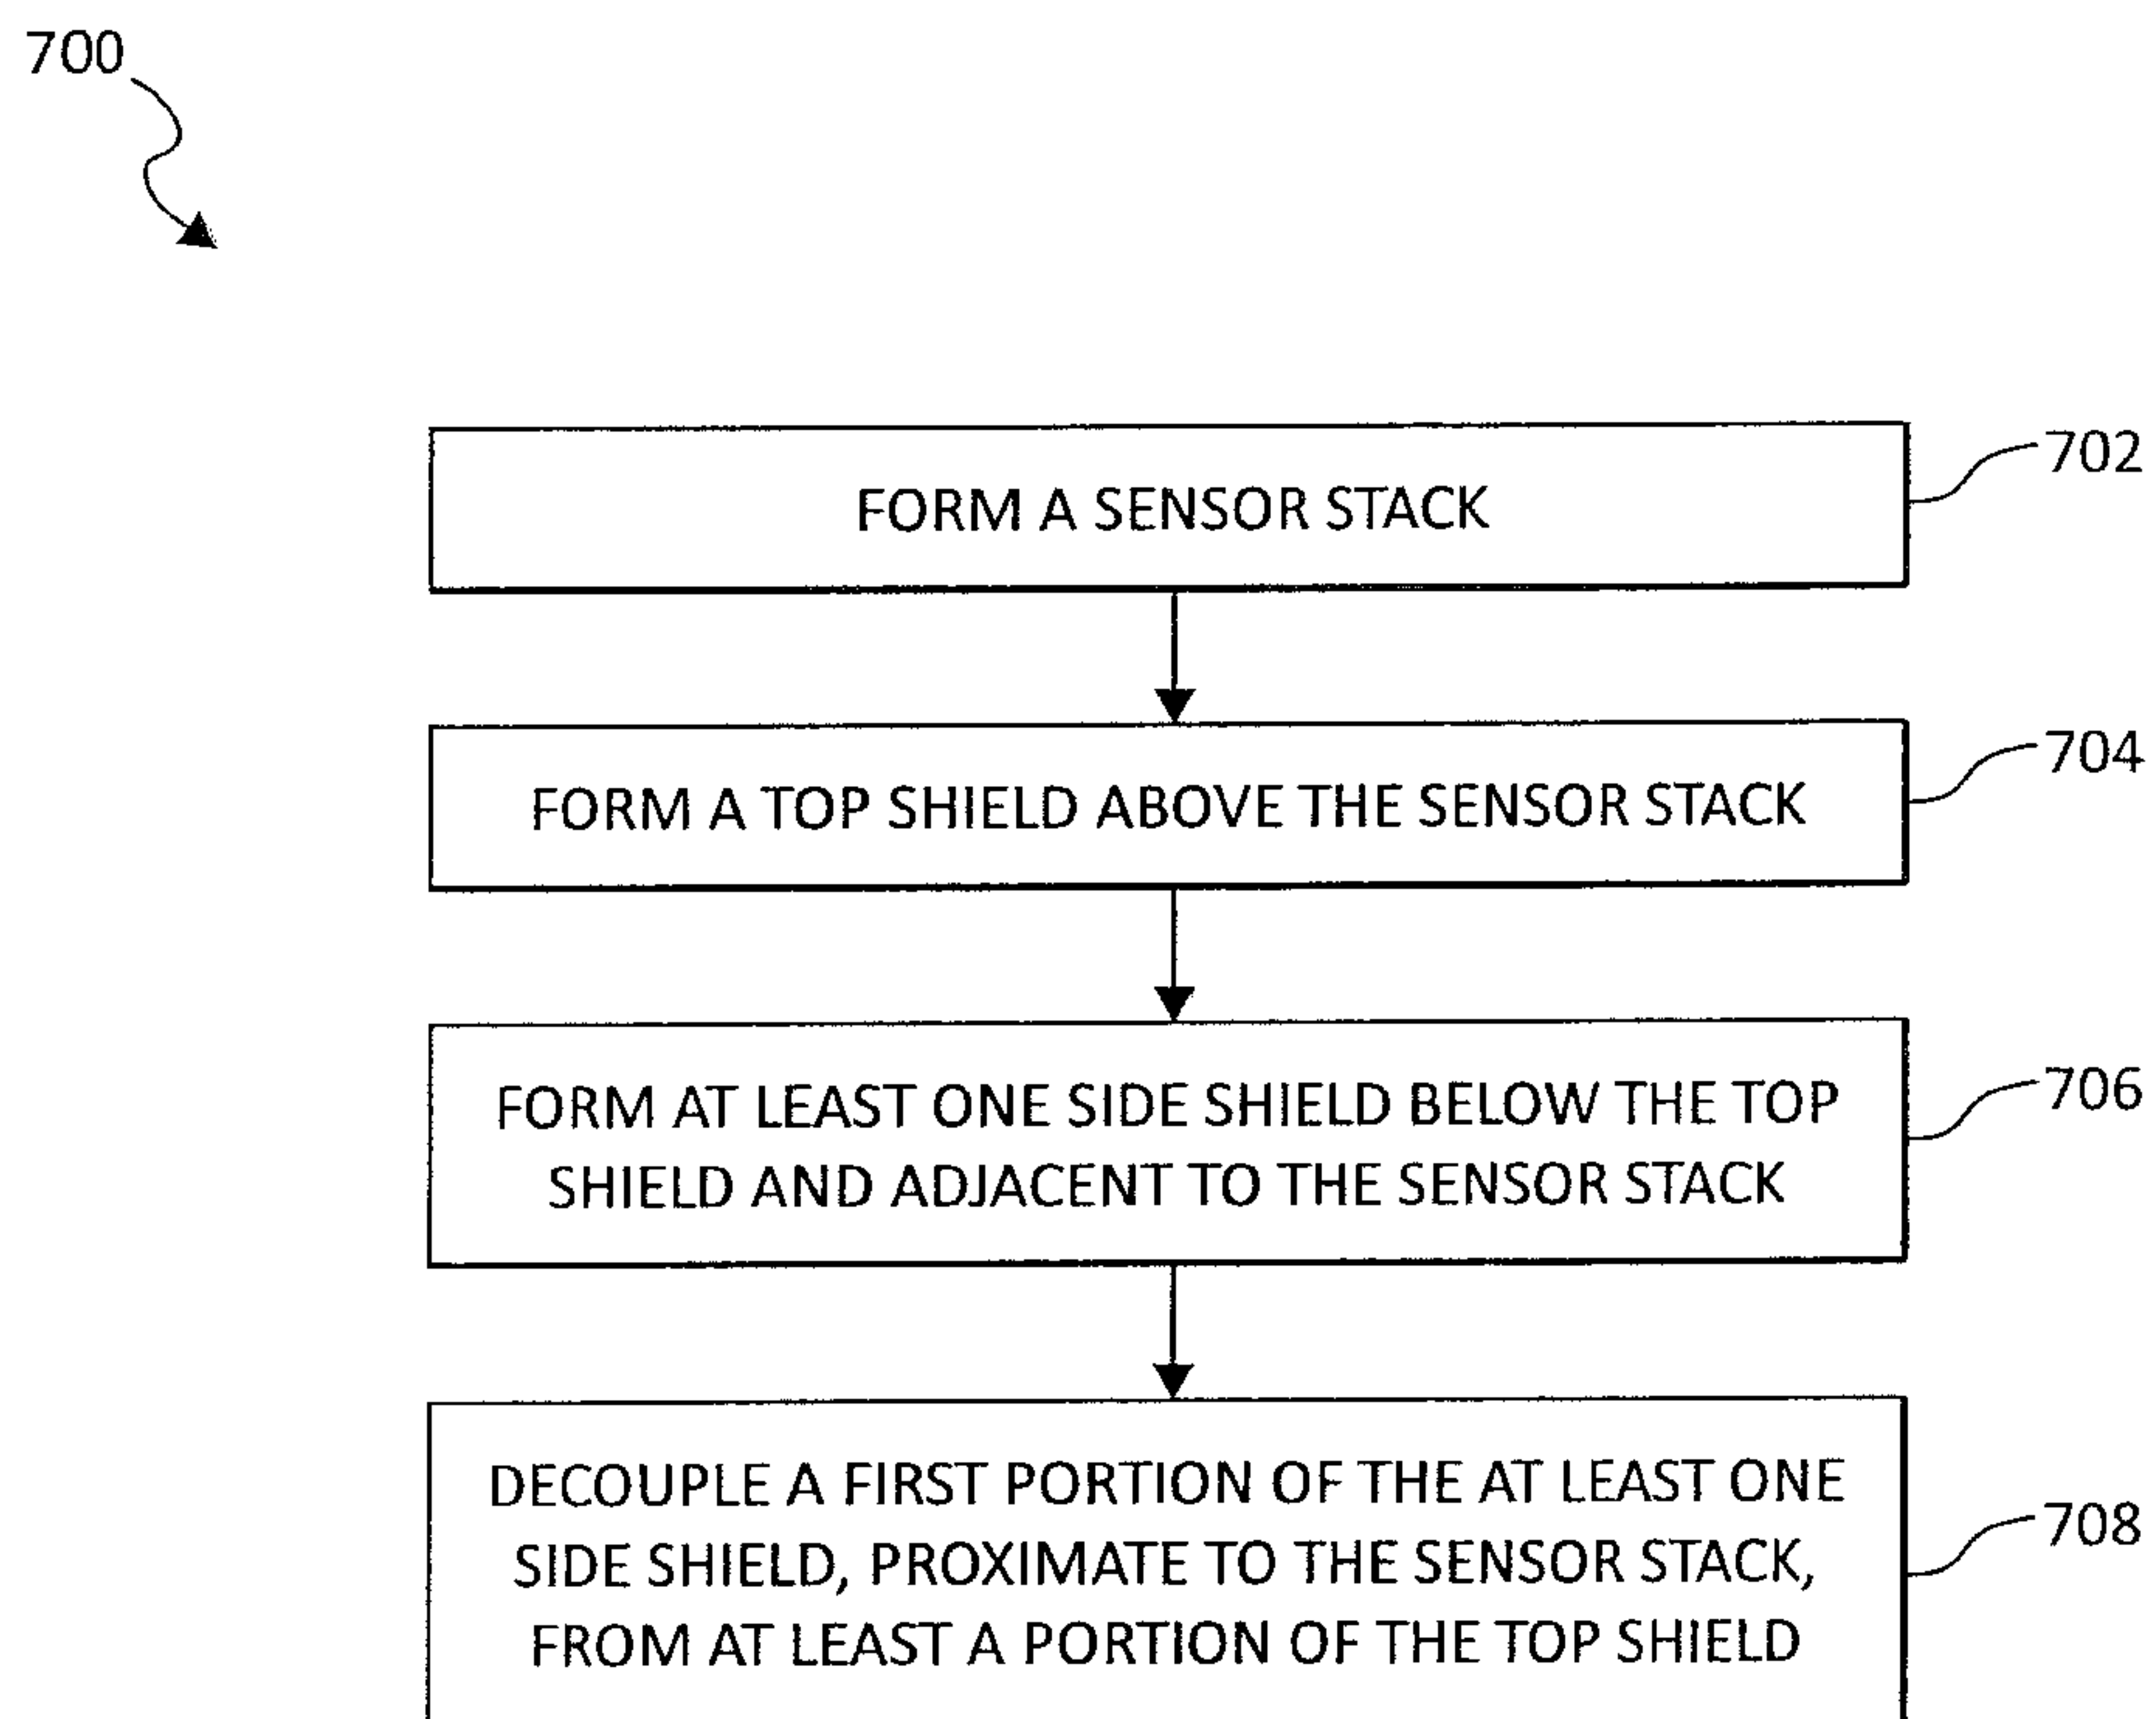 700
FORM A SENSOR STACK
702
FORM A TOP SHIELD ABOVE THE SENSOR STACK
704
FORM AT LEAST ONE SIDE SHIELD BELOW THE TOP
SHIELD AND ADJACENT TO THE SENSOR STACK
706
DECOUPLE A FIRST PORTION OF THE AT LEAST ONE
SIDE SHIELD, PROXIMATE TO THE SENSOR STACK,
FROM AT LEAST A PORTION OF THE TOP SHIELD
708